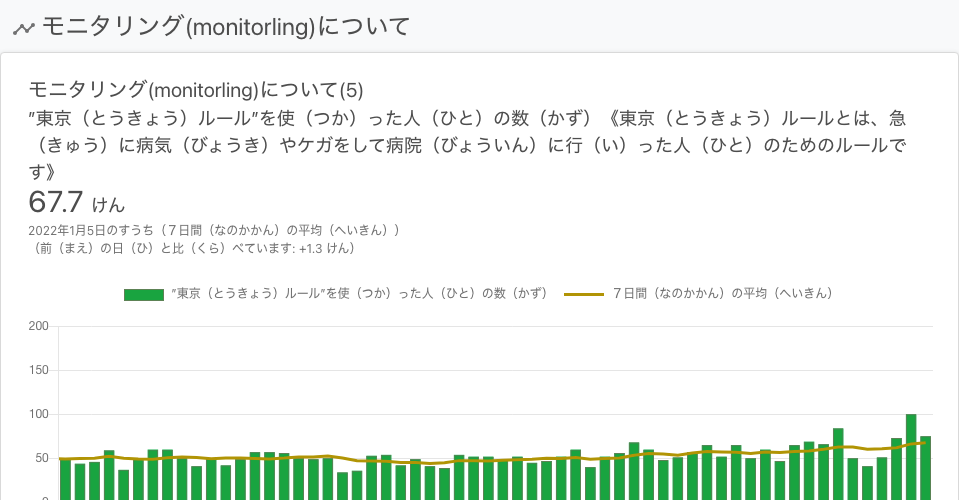 モニタリング(monitorling)について
モニタリング(monitorling)について(5)
”東京（とうきょう）ルール”を使（つか）った人（ひと）の数（かず）《東京（とうきょう）ルールとは、急
（きゅう）に病気（びょうき）やケガをして病院（びょういん）に行（い）った人（ひと）のためのルールで
す》
67.7 けん
2022年1月5日のすうち（７日間（なのかかん）の平均（へいきん））
（前（まえ）の日（ひ）と比（くら）べています: +1.3 けん）
”東京（とうきょう）ルール”を使（つか）った人（ひと）の数（かず） ７日間（なのかかん）の平均（へいきん）
200
150
100
50
0